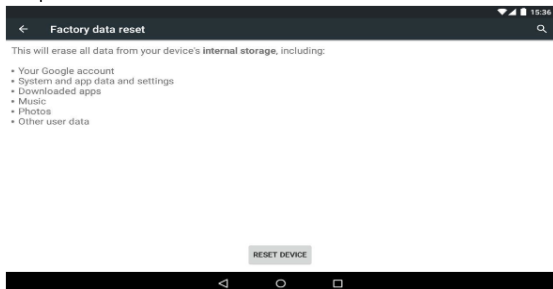 15:36
Factory data reset
This will erase all data from your device's internal storage, including:
• Your Google account
• System and app data and settings
• Downloaded apps
• Music
• Photos
• Other user data
RESET DEVICE